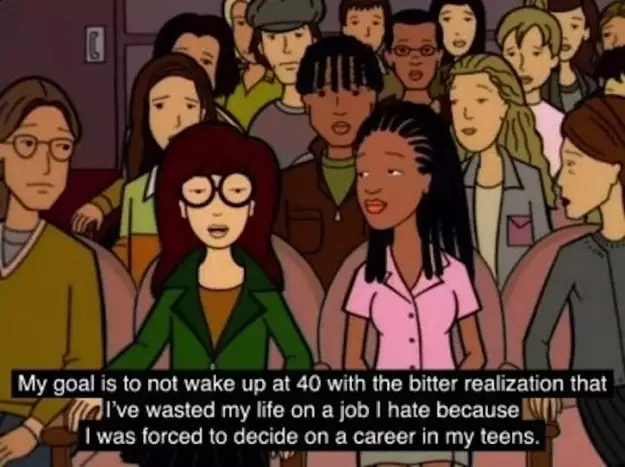 My goal is to not wake up at 40 with the bitter realization that
I've wasted my life on a job I hate because
I was forced to decide on a career in my teens.